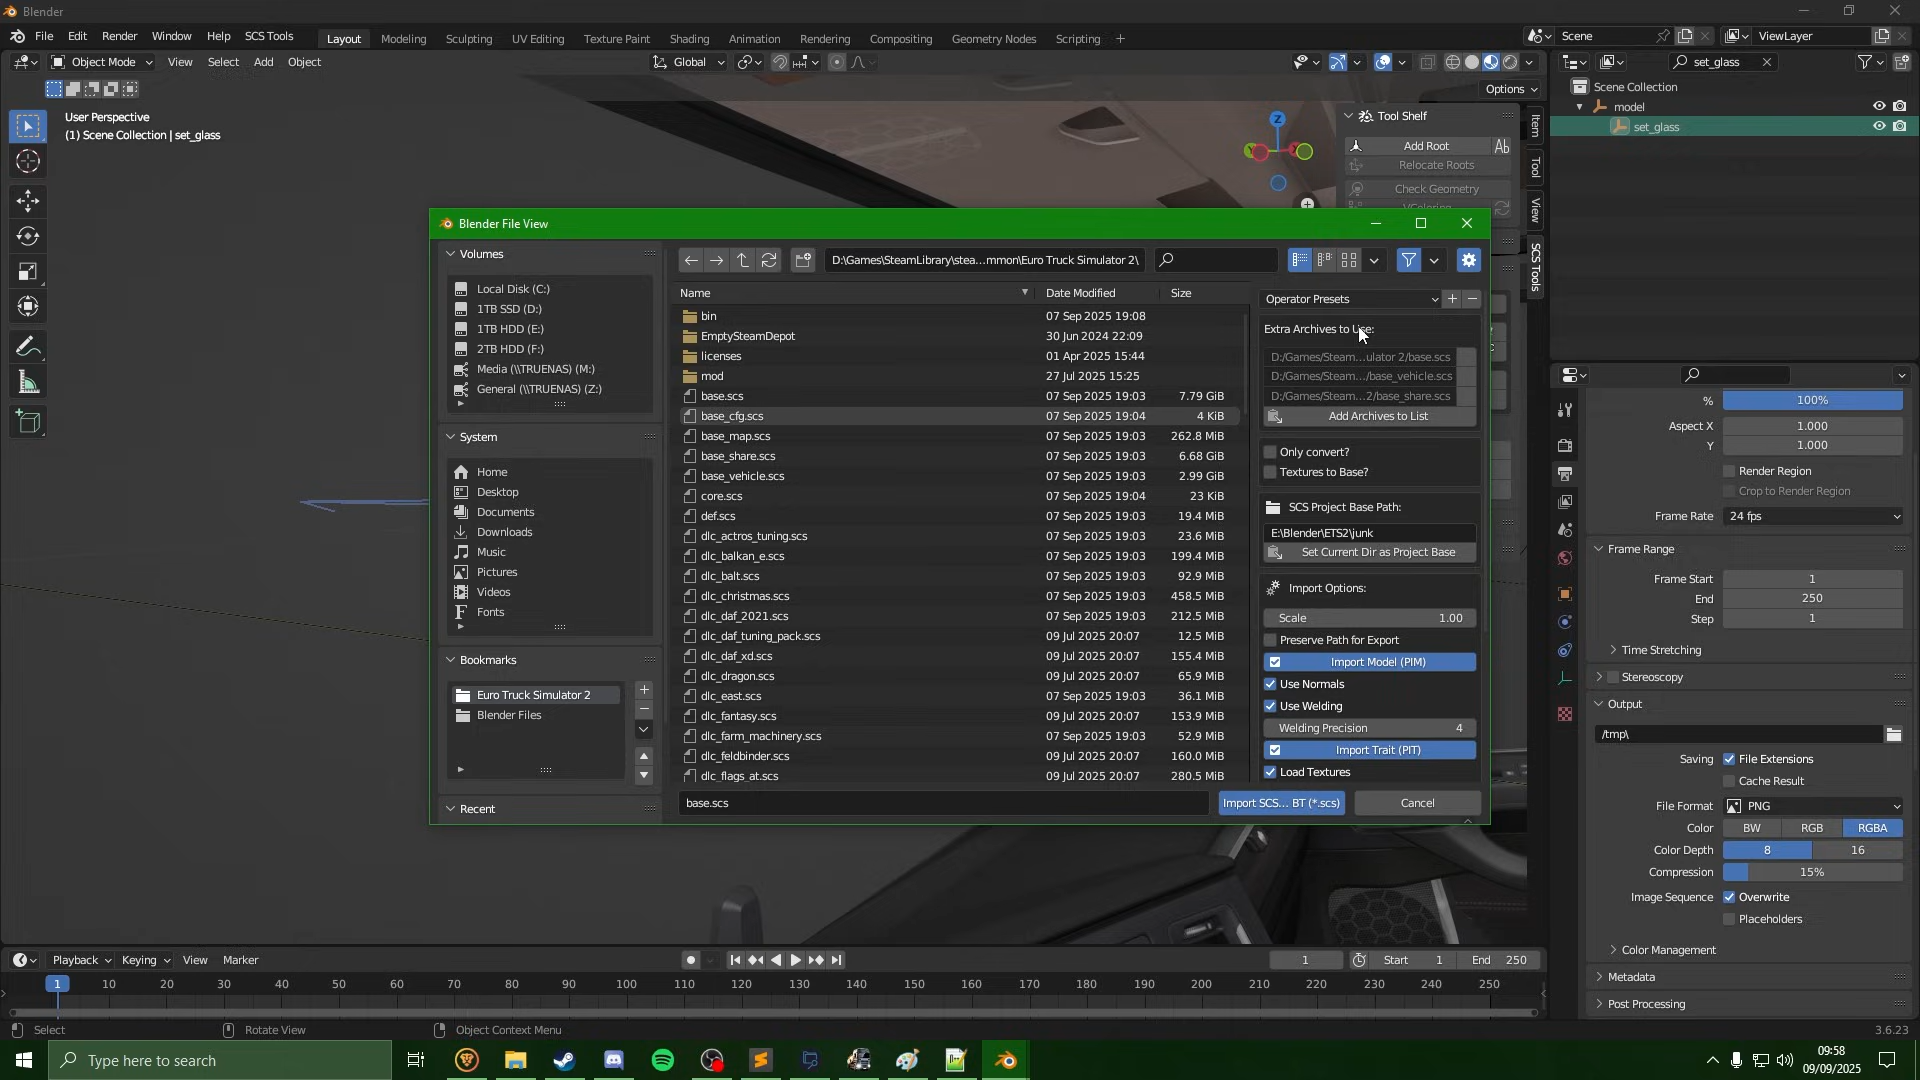 Blender
File Edit Render Window Help SCS Tools
Layout Modeling Sculpting UV Editing Texture Paint Shading Animation Rendering Compositing Geometry Nodes Scripting +
Scene
ViewLayer
Object Mode View Select Add Object
Global
set_glass
Options
User Perspective
(1) Scene Collection | set_glass
Tool Shelf
Add Root
Relocate Roots
Check Geometry
Item
Tool
View
SCS Tools
Z
Scene Collection
model
set_glass
Blender File View
Volumes
Local Disk (C:)
1TB SSD (D:)
1TB HDD (E:)
2TB HDD (F:)
Media (\\TRUENAS) (M:)
General (\\TRUENAS) (Z:)
System
Home
Desktop
Documents
Downloads
Music
Pictures
Videos
Fonts
Bookmarks
Euro Truck Simulator 2
Blender Files
Recent
D:\Games\SteamLibrary\stea...mmon\Euro Truck Simulator 2\
Name Date Modified Size
bin 07 Sep 2025 19:08
EmptySteamDepot 30 Jun 2024 22:09
licenses 01 Apr 2025 15:44
mod 27 Jul 2025 15:25
base.scs 07 Sep 2025 19:03 7.79 GiB
base_cfg.scs 07 Sep 2025 19:04 4 KiB
base_map.scs 07 Sep 2025 19:03 262.8 MiB
base_share.scs 07 Sep 2025 19:03 6.68 GiB
base_vehicle.scs 07 Sep 2025 19:03 2.99 GiB
core.scs 07 Sep 2025 19:04 23 KiB
def.scs 07 Sep 2025 19:03 19.4 MiB
dlc_actros_tuning.scs 07 Sep 2025 19:03 23.6 MiB
dlc_balkan_e.scs 07 Sep 2025 19:03 199.4 MiB
dlc_balt.scs 07 Sep 2025 19:03 92.9 MiB
dlc_christmas.scs 07 Sep 2025 19:03 458.5 MiB
dlc_daf_2021.scs 07 Sep 2025 19:03 212.5 MiB
dlc_daf_tuning_pack.scs 09 Jul 2025 20:07 12.5 MiB
dlc_daf_xd.scs 09 Jul 2025 20:07 155.4 MiB
dlc_dragon.scs 09 Jul 2025 20:07 65.9 MiB
dlc_east.scs 07 Sep 2025 19:03 36.1 MiB
dlc_fantasy.scs 09 Jul 2025 20:07 153.9 MiB
dlc_farm_machinery.scs 07 Sep 2025 19:03 52.9 MiB
dlc_feldbinder.scs 09 Jul 2025 20:07 160.0 MiB
dlc_flags_at.scs 09 Jul 2025 20:07 280.5 MiB
base.scs
Import SCS... BT (*.scs)
Cancel
Operator Presets
Extra Archives to Use:
D:/Games/Steam...ulator 2/base.scs
D:/Games/Steam.../base_vehicle.scs
D:/Games/Steam...2/base_share.scs
Add Archives to List
Only convert?
Textures to Base?
SCS Project Base Path:
E:\Blender\ETS2\junk
Set Current Dir as Project Base
Import Options:
Scale 1.00
Preserve Path for Export
Import Model (PIM)
Use Normals
Use Welding
Welding Precision 4
Import Trait (PIT)
Load Textures
% 100%
Aspect X 1.000
Y 1.000
Render Region
Crop to Render Region
Frame Rate 24 fps
Frame Range
Frame Start 1
End 250
Step 1
Time Stretching
Stereoscopy
Output
/tmp\
Saving File Extensions
Cache Result
File Format PNG
Color BW RGB RGBA
Color Depth 8 16
Compression 15%
Image Sequence Overwrite
Placeholders
Color Management
Metadata
Post Processing
Playback Keying View Marker
1 Start 1 End 250
1 10 20 30 40 50 60 70 80 90 100 110 120 130 140 150 160 170 180 190 200 210 220 230 240 250
Select Rotate View Object Context Menu
3.6.23
Type here to search
09:58
09/09/2025